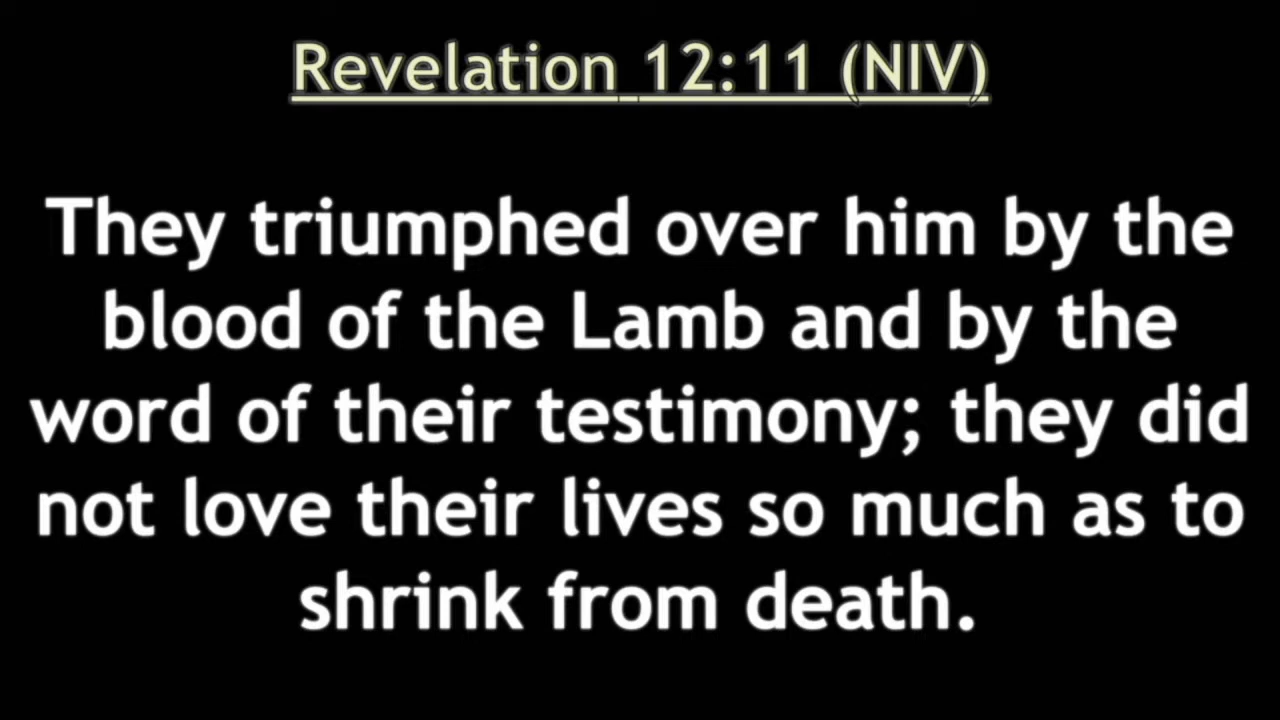 Revelation 12:11 (NIV)
They triumphed over him by the
blood of the Lamb and by the
word of their testimony; they did
not love their lives so much as to
shrink from death.